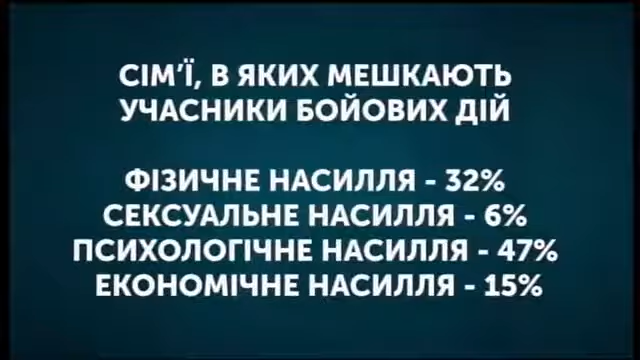 СІМ’Ї, В ЯКИХ МЕШКАЮТЬ
УЧАСНИКИ БОЙОВИХ ДІЙ
ФІЗИЧНЕ НАСИЛЛЯ - 32%
СЕКСУАЛЬНЕ НАСИЛЛЯ - 6%
ПСИХОЛОГІЧНЕ НАСИЛЛЯ - 47%
ЕКОНОМІЧНЕ НАСИЛЛЯ - 15%